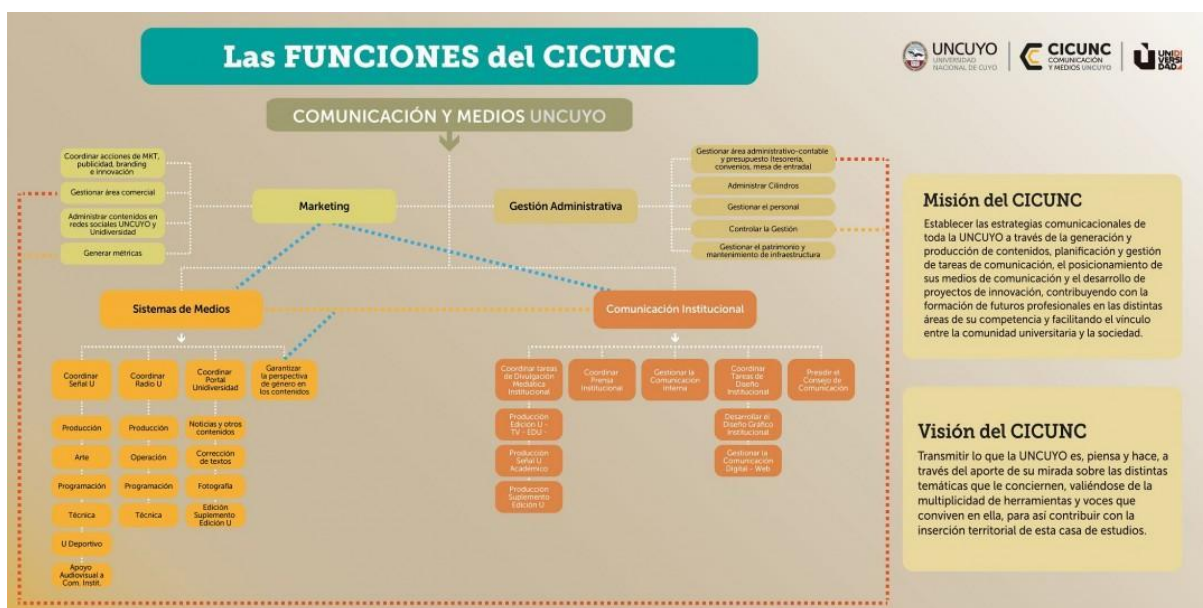 Las FUNCIONES del CICUNC
UNCUYO
UNIVERSIDAD
NACIONAL DE CUYO
CICUNC
COMUNICACIÓN
Y MEDIOS UNCUYO
UNIDI
VERSI
DAD
COMUNICACIÓN Y MEDIOS UNCUYO
Coordinar acciones de MKT,
publicidad, branding
e innovación
Gestionar área comercial
Administrar contenidos en
redes sociales UNCUYO y
Unidiversidad
Generar métricas
Marketing
Gestión Administrativa
Gestionar área administrativo-contable
y presupuesto (tesorería,
convenios, mesa de entrada)
Administrar Cilindros
Gestionar el personal
Controlar la Gestión
Gestionar el patrimonio y
mantenimiento de infraestructura
Sistemas de Medios
Comunicación Institucional
Coordinar
Señal U
Producción
Arte
Programación
Técnica
U Deportivo
Apoyo
Audiovisual a
Com. Instit.
Coordinar
Radio U
Producción
Operación
Programación
Técnica
Coordinar
Portal
Unidiversidad
Noticias y otros
contenidos
Corrección
de textos
Fotografía
Edición
Suplemento
Edición U
Garantizar
la perspectiva
de género en
los contenidos
Coordinar tareas
de Divulgación
Mediática
Institucional
Producción
Edición U -
TV - EDU -
Producción
Señal U
Académico
Producción
Suplemento
Edición U
Coordinar
Prensa
Institucional
Gestionar la
Comunicación
Interna
Coordinar
Tareas de
Diseño
Institucional
Desarrollar el
Diseño Gráfico
Institucional
Gestionar la
Comunicación
Digital - Web
Preside el
Consejo de
Comunicación
Misión del CICUNC
Establecer las estrategias comunicacionales de
toda la UNCUYO a través de la generación y
producción de contenidos, planificación y gestión
de tareas de comunicación, el posicionamiento de
sus medios de comunicación y el desarrollo de
proyectos de innovación, contribuyendo con la
formación de futuros profesionales en las distintas
áreas de su competencia y facilitando el vínculo
entre la comunidad universitaria y la sociedad.
Visión del CICUNC
Transmitir lo que la UNCUYO es, piensa y hace, a
través del aporte de su mirada sobre las distintas
temáticas que le conciernen, valiéndose de la
multiplicidad de herramientas y voces que
conviven en ella, para así contribuir con la
inserción territorial de esta casa de estudios.